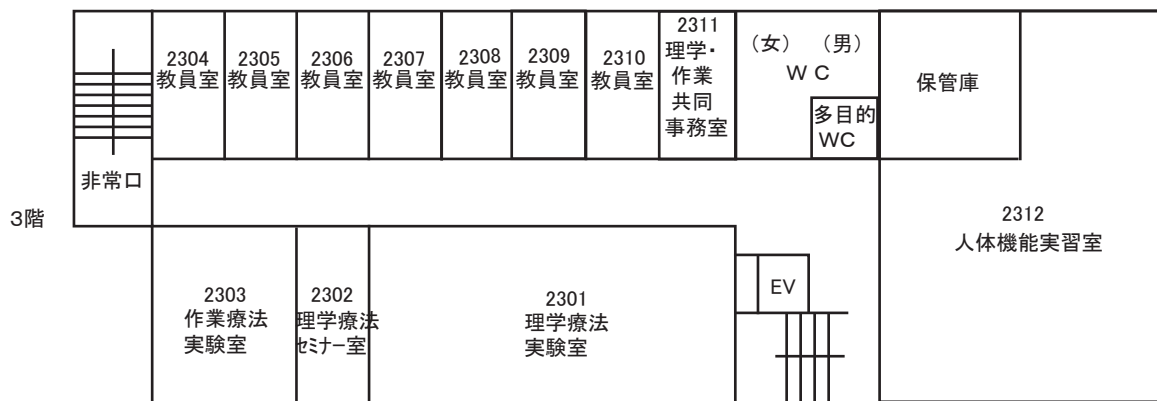 2304
教員室
2305
教員室
2306
教員室
2307
教員室
2308
教員室
2309
教員室
2310
教員室
2311
理学・
作業
共同
事務室
（女）　（男）
ＷＣ
多目的
ＷＣ
保管庫
非常口
3階
2312
人体機能実習室
2303
作業療法
実験室
2302
理学療法
ｾﾐﾅｰ室
2301
理学療法
実験室
EV